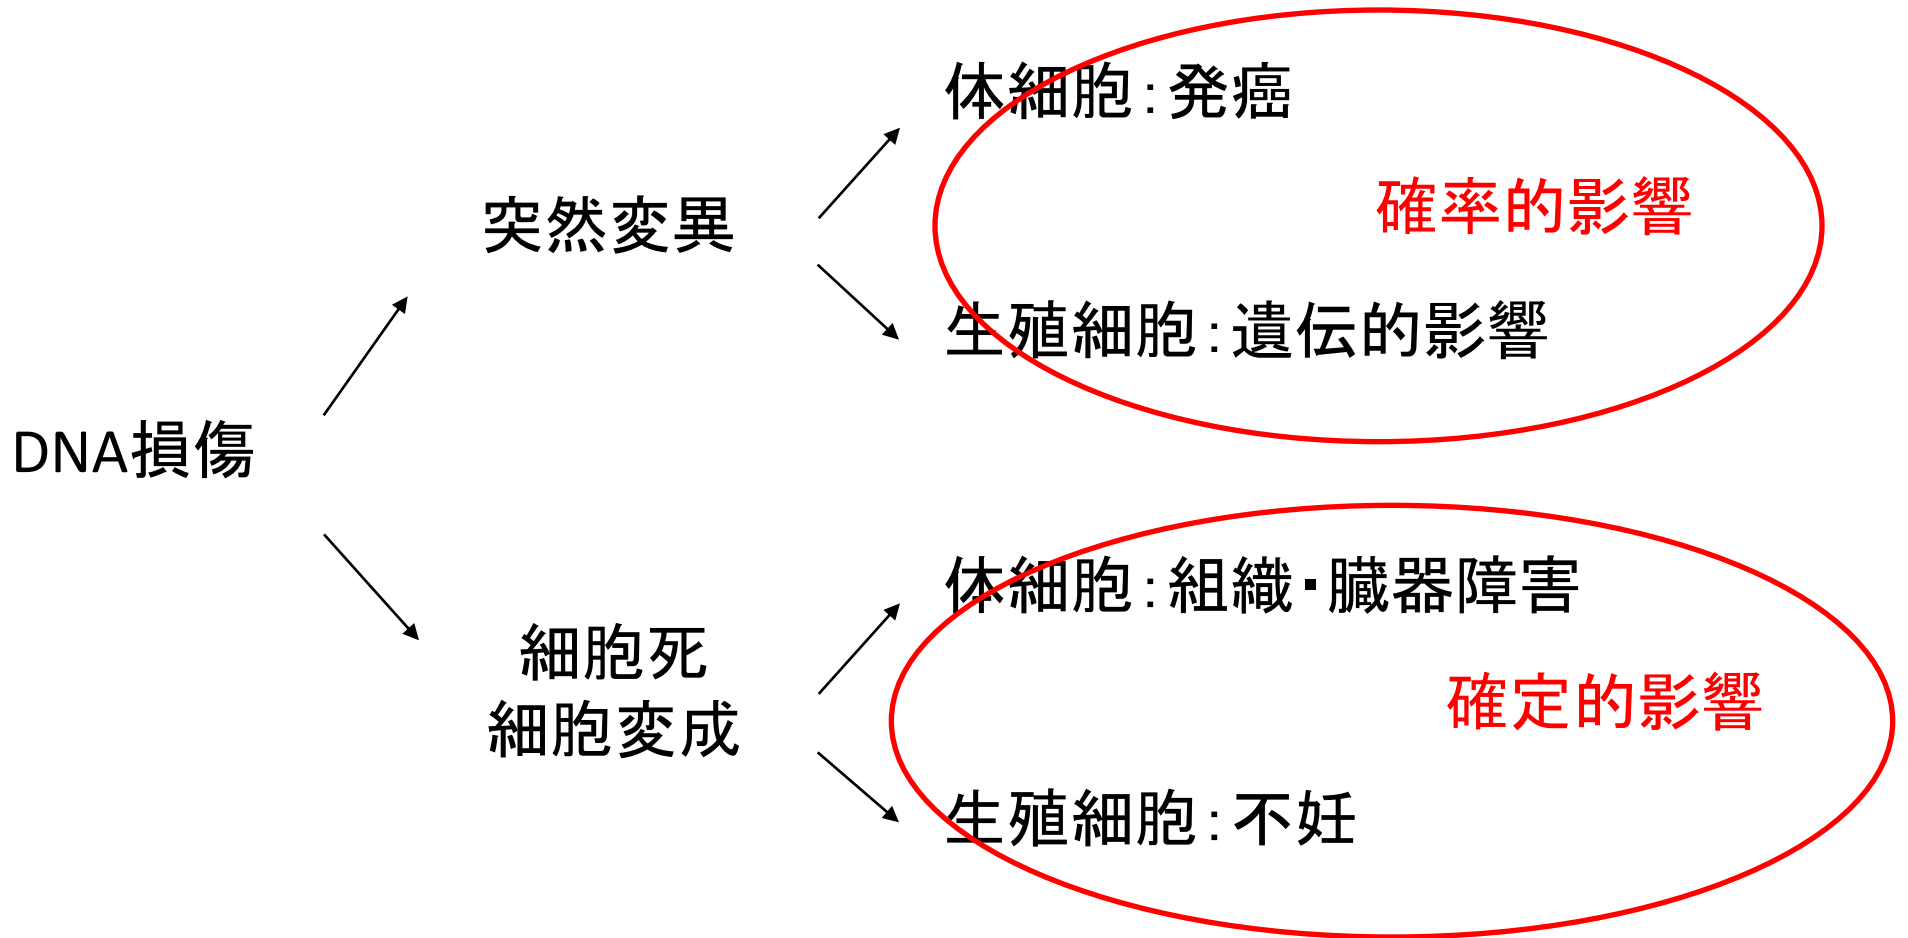 体細胞：発癌
確率的影響
突然変異
生殖細胞：遺伝的影響
DNA損傷
体細胞：組織・臓器障害
細胞死
細胞変成
確定的影響
生殖細胞：不妊